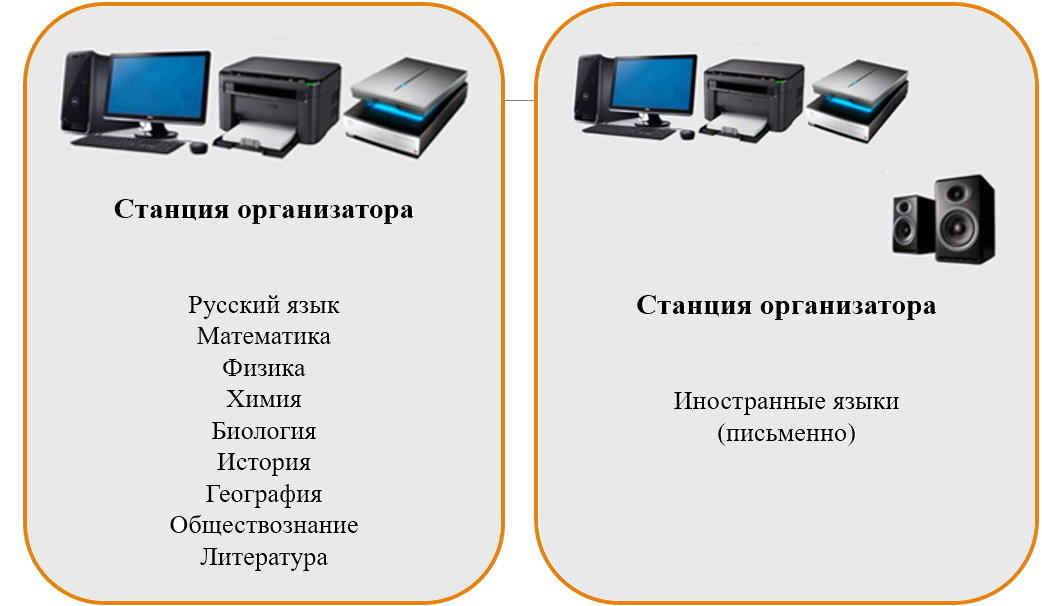 Станция организатора
Русский язык
Математика
Физика
Химия
Биология
История
География
Обществознание
Литература
Станция организатора
Иностранные языки
(письменно)